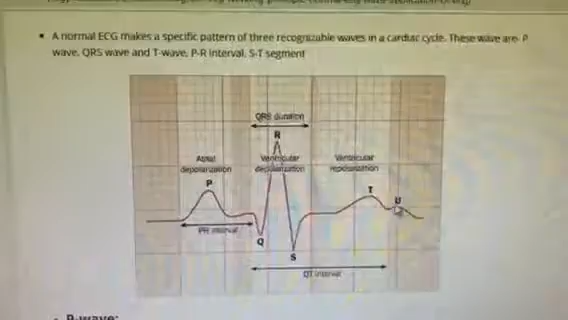 • A normal ECG makes a specific pattern of three recognizable waves in a cardiac cycle. These wave are- P
wave, QRS wave and T-wave, P-R interval, S-T segment
QRS duration
R
Atrial
depolarization
Ventricular
depolarization
Ventricular
repolarization
P
T
U
PR interval
Q
S
QT interval
P-wave: